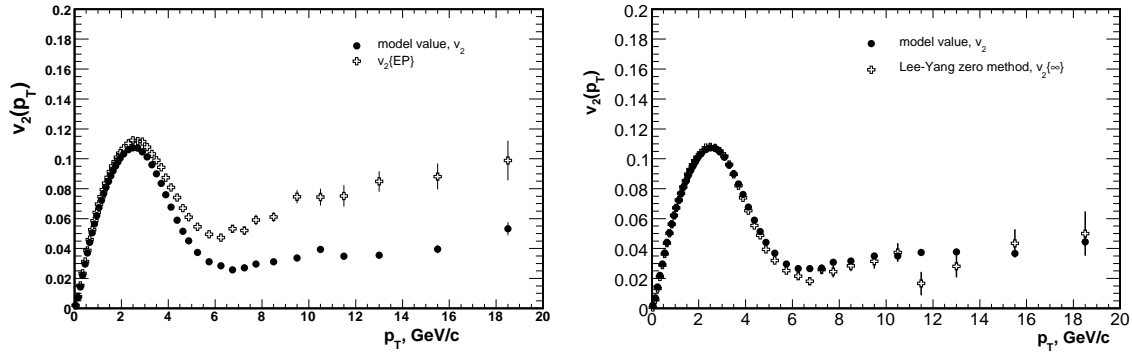 v2(pT)
0.2
0.18
0.16
0.14
0.12
0.1
0.08
0.06
0.04
0.02
0
model value, v2
v2{EP}
0 2 4 6 8 10 12 14 16 18 20
pT, GeV/c
v2(pT)
0.2
0.18
0.16
0.14
0.12
0.1
0.08
0.06
0.04
0.02
0
model value, v2
Lee-Yang zero method, v2{∞}
0 2 4 6 8 10 12 14 16 18 20
pT, GeV/c